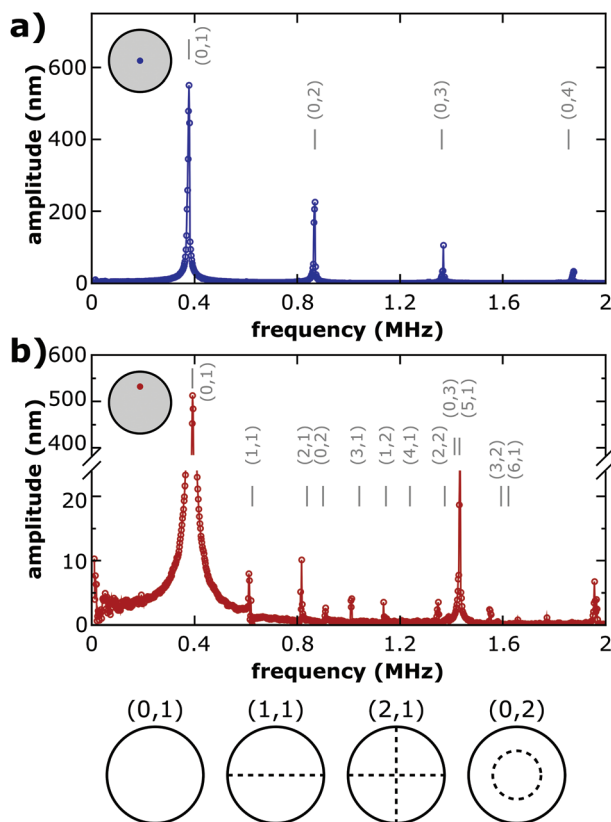 a)
amplitude (nm)
600
400
200
0
(0,1)
(0,2)
(0,3)
(0,4)
0 0.4 0.8 1.2 1.6 2
frequency (MHz)
b)
amplitude (nm)
600
500
400
20
10
0
(0,1)
(1,1)
(2,1)
(0,2)
(3,1)
(1,2)
(4,1)
(2,2)
(0,3)
(5,1)
(3,2)
(6,1)
0 0.4 0.8 1.2 1.6 2
frequency (MHz)
(0,1) (1,1) (2,1) (0,2)